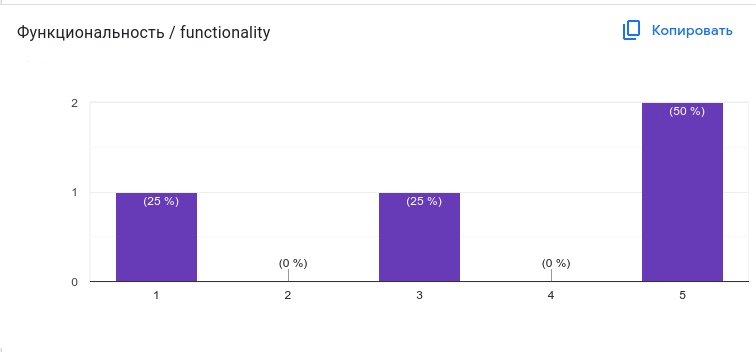 Функциональность / functionality
Копировать
2
(50 %)
1
(25 %)
(25 %)
(0 %)
(0 %)
0
1 2 3 4 5